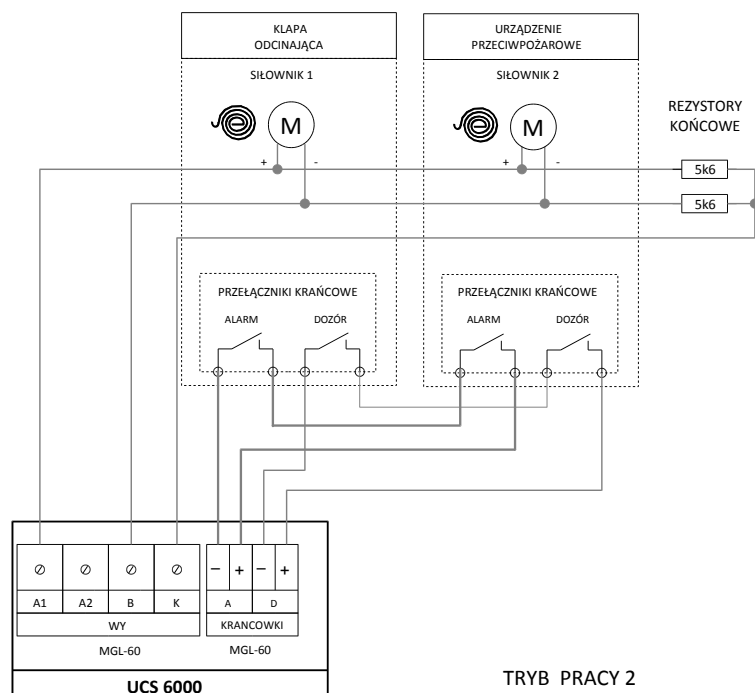 KLAPA
ODCINAJĄCA
URZĄDZENIE
PRZECIWPOŻAROWE
SIŁOWNIK 1
SIŁOWNIK 2
REZYSTORY
KOŃCOWE
M
M
+ -
+ -
5k6
5k6
PRZEŁĄCZNIKI KRAŃCOWE
PRZEŁĄCZNIKI KRAŃCOWE
ALARM DOZÓR
ALARM DOZÓR
− + − +
A1 A2 B K
A D
WY
KRANCOWKI
MGL-60
MGL-60
UCS 6000
TRYB PRACY 2